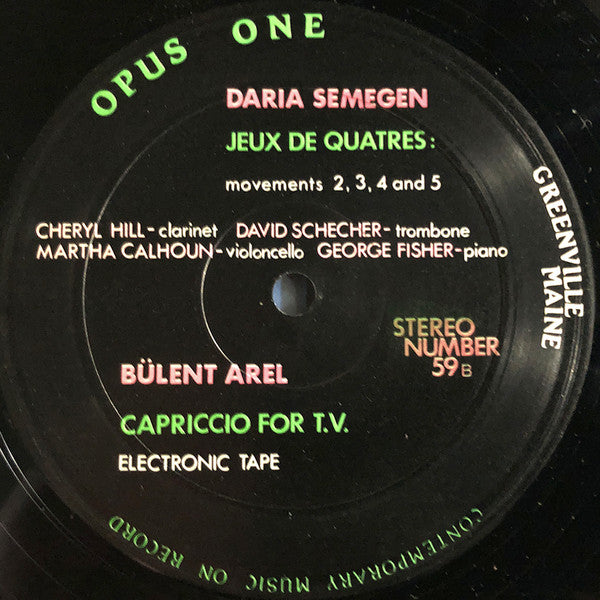 OPUS ONE
DARIA SEMEGEN
JEUX DE QUATRES:
movements 2, 3, 4 and 5
CHERYL HILL-clarinet DAVID SCHECHER-trombone
MARTHA CALHOUN-violoncello GEORGE FISHER-piano
GREENVILLE
MAINE
STEREO
NUMBER
59 B
BÜLENT AREL
CAPRICCIO FOR T.V.
ELECTRONIC TAPE
CONTEMPORARY MUSIC ON RECORD